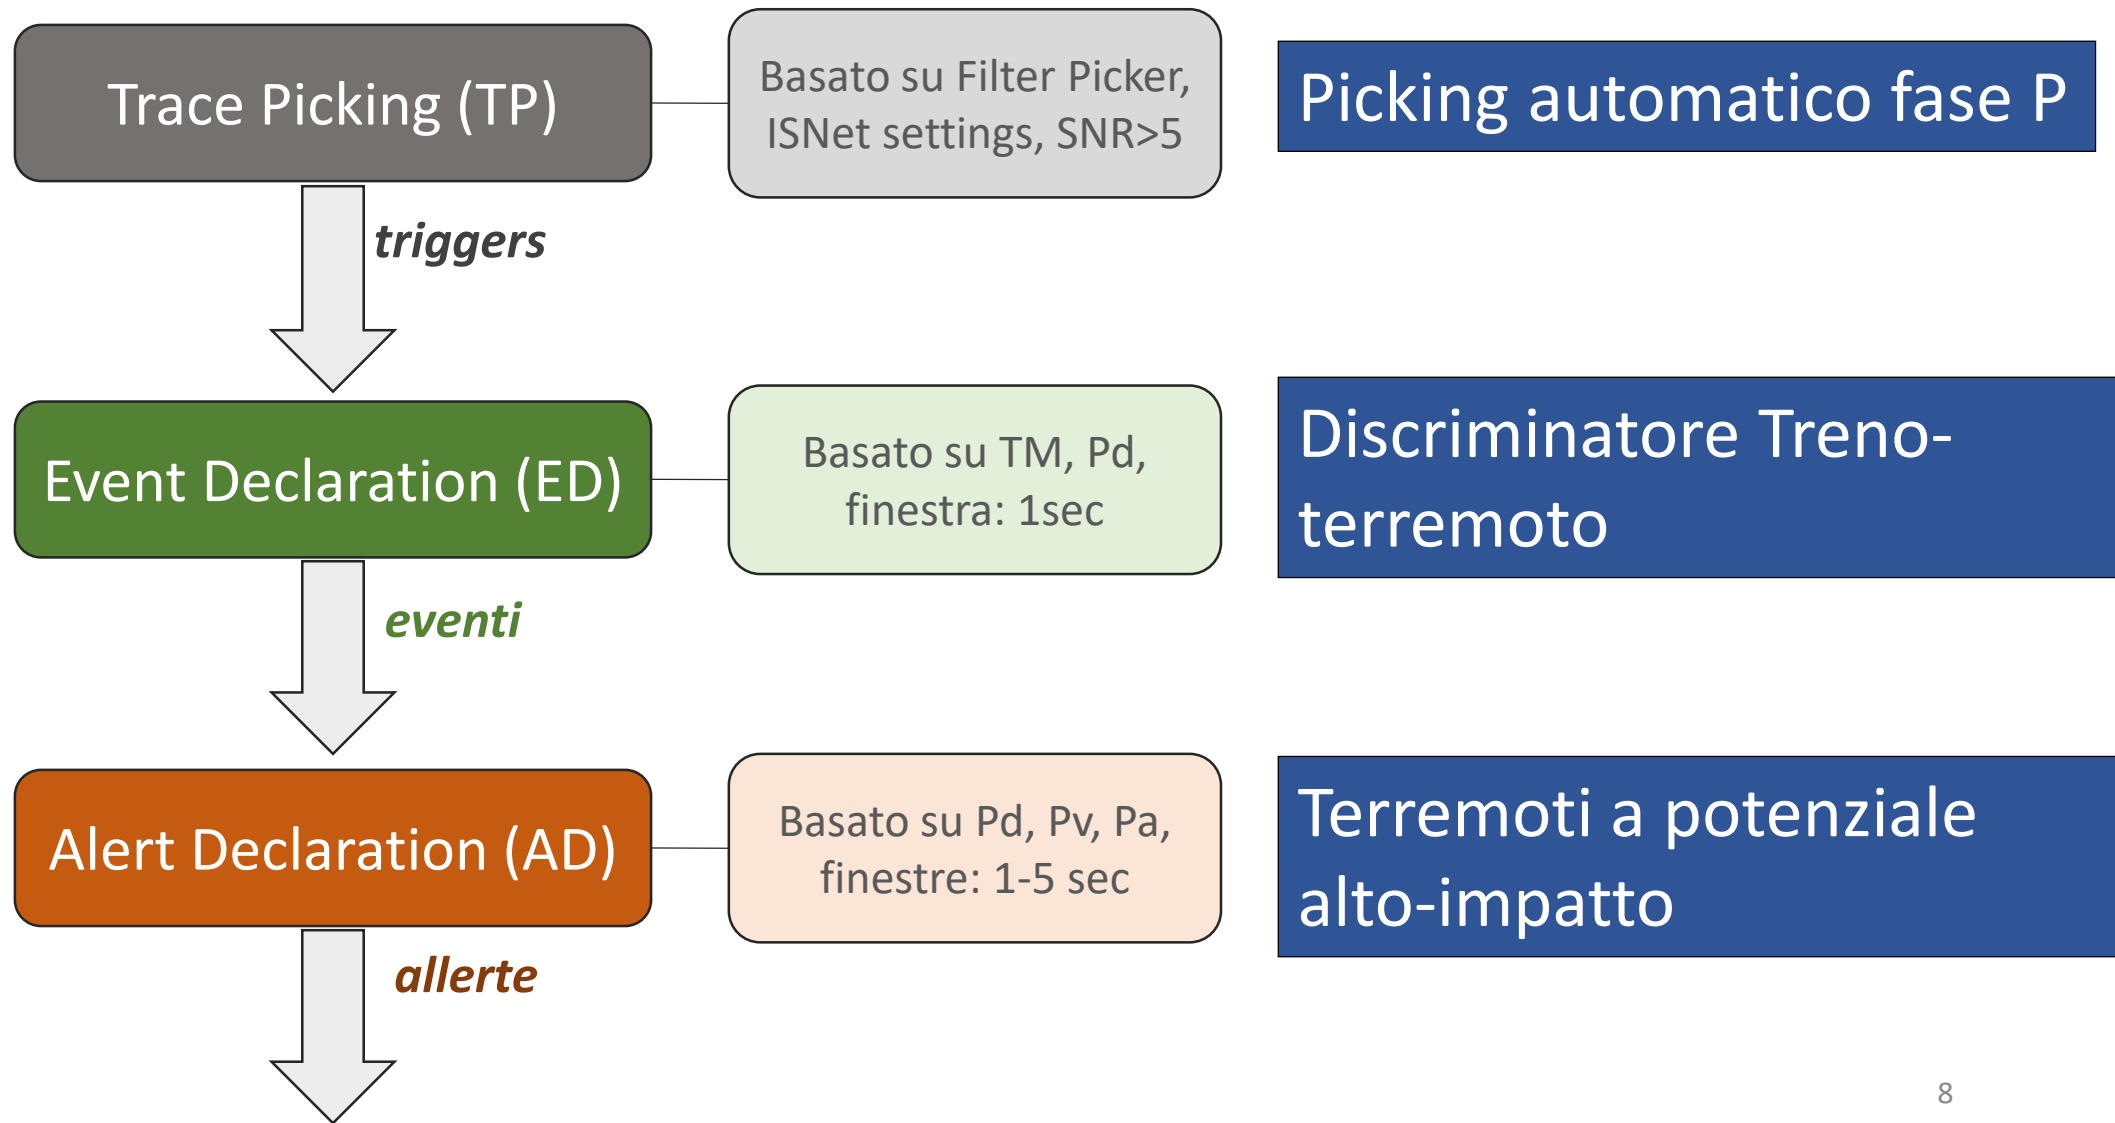 Trace Picking (TP)
Basato su Filter Picker,
ISNet settings, SNR>5
Picking automatico fase P
triggers
Event Declaration (ED)
Basato su TM, Pd,
finestra: 1sec
Discriminatore Treno-
terremoto
eventi
Alert Declaration (AD)
Basato su Pd, Pv, Pa,
finestre: 1-5 sec
Terremoti a potenziale
alto-impatto
allerte
8